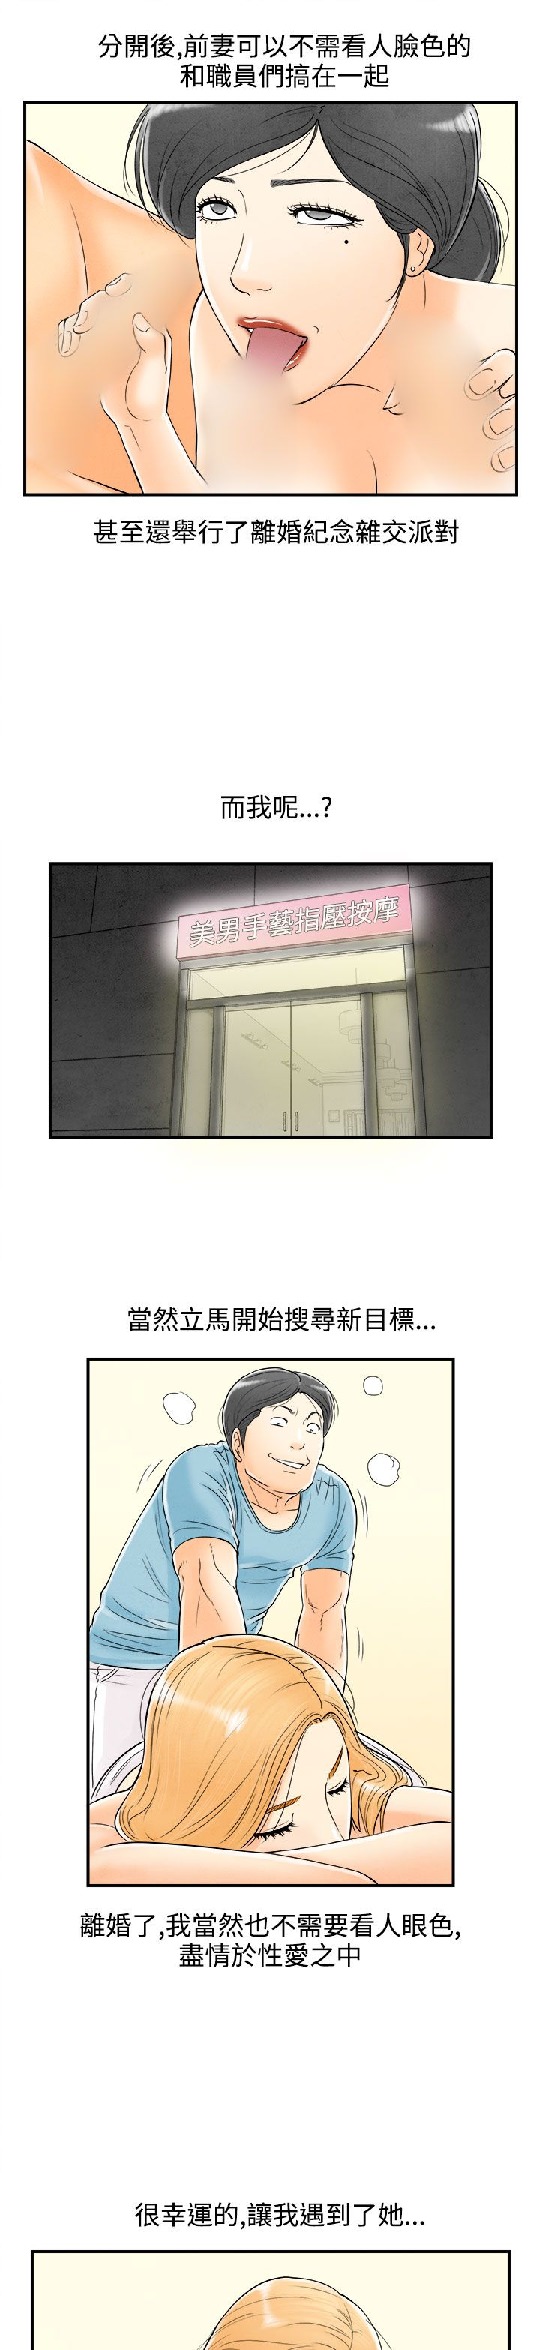 分開後,前妻可以不需看人臉色的
和職員們搞在一起
甚至還舉行了離婚紀念雜交派對
而我呢...?
美男手藝指壓按摩
當然立馬開始搜尋新目標...
離婚了,我當然也不需要看人眼色,
盡情於性愛之中
很幸運的,讓我遇到了她...